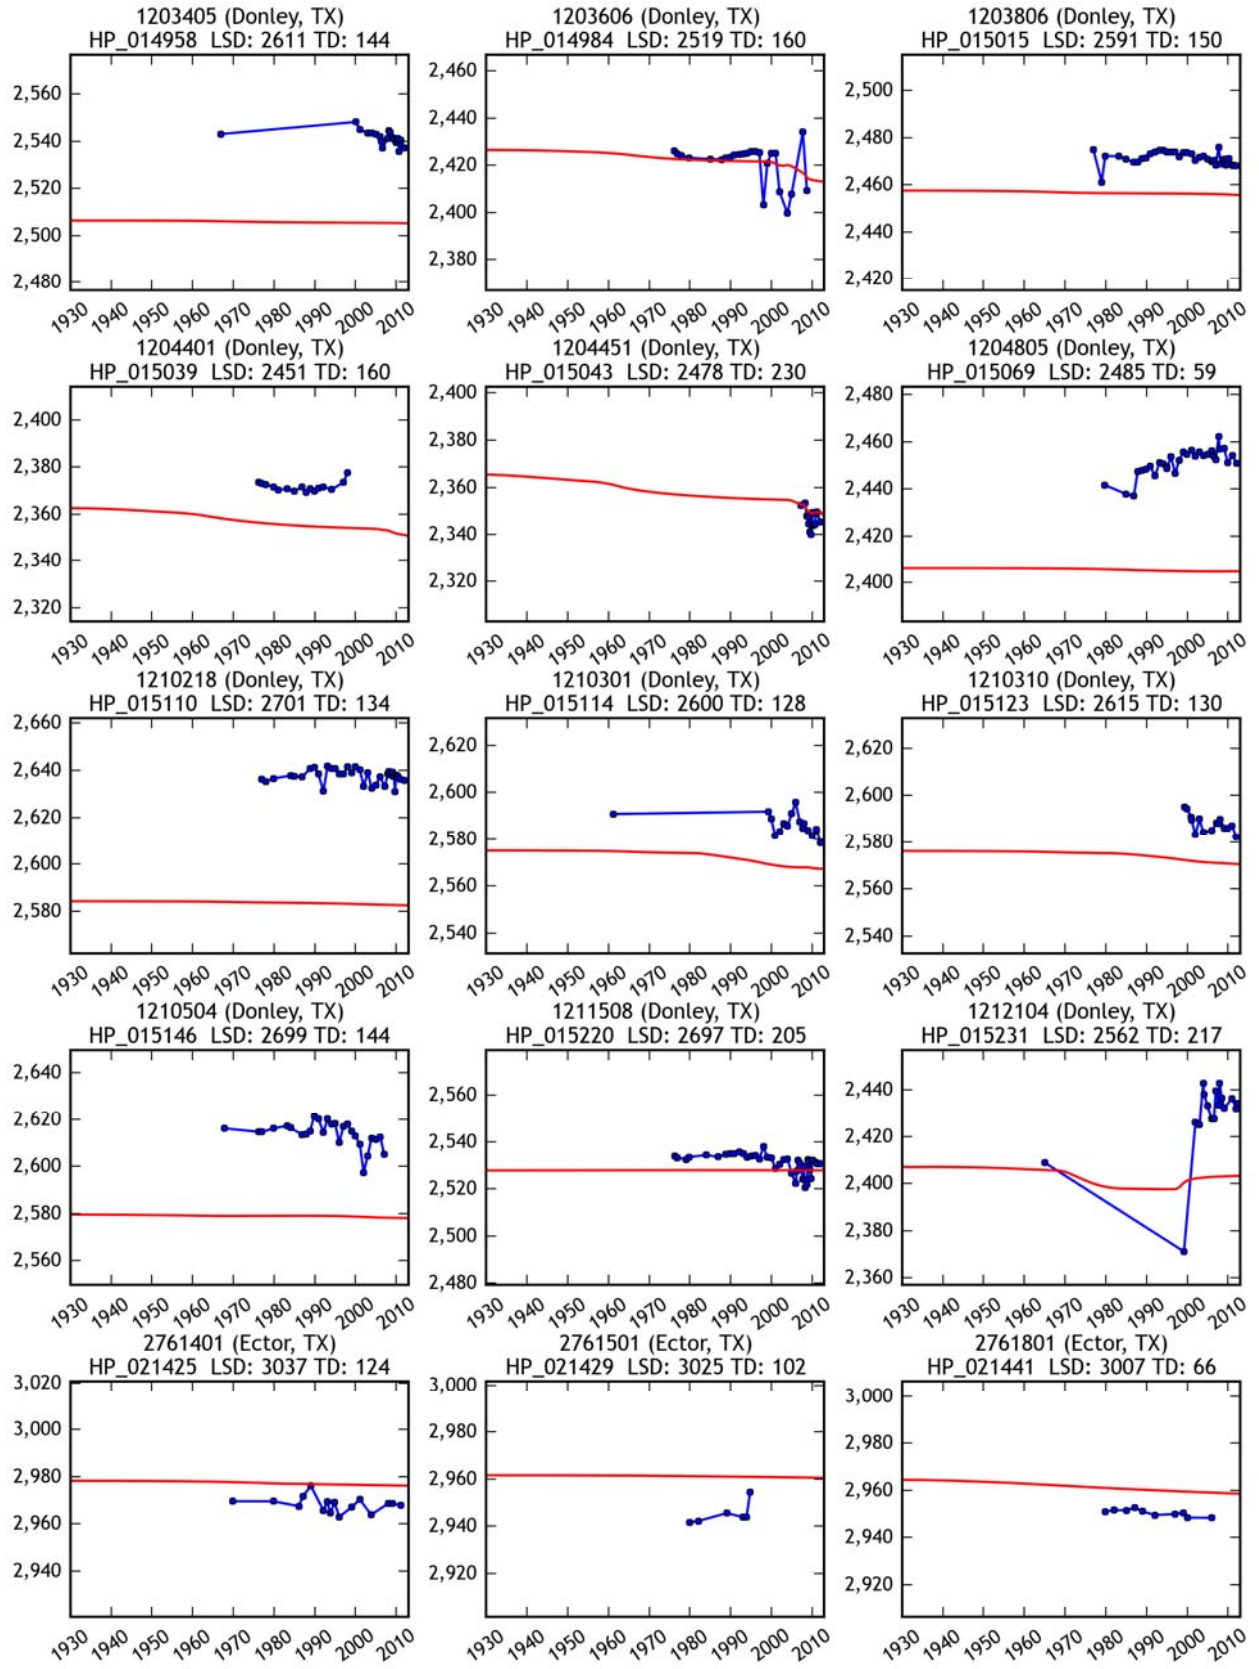 1203405 (Donley, TX)
HP_014958 LSD: 2611 TD: 144
2,560
2,540
2,520
2,500
2,480
1930 1940 1950 1960 1970 1980 1990 2000 2010
1203606 (Donley, TX)
HP_014984 LSD: 2519 TD: 160
2,460
2,440
2,420
2,400
2,380
1930 1940 1950 1960 1970 1980 1990 2000 2010
1203806 (Donley, TX)
HP_015015 LSD: 2591 TD: 150
2,500
2,480
2,460
2,440
2,420
1930 1940 1950 1960 1970 1980 1990 2000 2010
1204401 (Donley, TX)
HP_015039 LSD: 2451 TD: 160
2,400
2,380
2,360
2,340
2,320
1930 1940 1950 1960 1970 1980 1990 2000 2010
1204451 (Donley, TX)
HP_015043 LSD: 2478 TD: 230
2,400
2,380
2,360
2,340
2,320
1930 1940 1950 1960 1970 1980 1990 2000 2010
1204805 (Donley, TX)
HP_015069 LSD: 2485 TD: 59
2,480
2,460
2,440
2,420
2,400
1930 1940 1950 1960 1970 1980 1990 2000 2010
1210218 (Donley, TX)
HP_015110 LSD: 2701 TD: 134
2,660
2,640
2,620
2,600
2,580
1930 1940 1950 1960 1970 1980 1990 2000 2010
1210301 (Donley, TX)
HP_015114 LSD: 2600 TD: 128
2,620
2,600
2,580
2,560
2,540
1930 1940 1950 1960 1970 1980 1990 2000 2010
1210310 (Donley, TX)
HP_015123 LSD: 2615 TD: 130
2,620
2,600
2,580
2,560
2,540
1930 1940 1950 1960 1970 1980 1990 2000 2010
1210504 (Donley, TX)
HP_015146 LSD: 2699 TD: 144
2,640
2,620
2,600
2,580
2,560
1930 1940 1950 1960 1970 1980 1990 2000 2010
1211508 (Donley, TX)
HP_015220 LSD: 2697 TD: 205
2,560
2,540
2,520
2,500
2,480
1930 1940 1950 1960 1970 1980 1990 2000 2010
1212104 (Donley, TX)
HP_015231 LSD: 2562 TD: 217
2,440
2,420
2,400
2,380
2,360
1930 1940 1950 1960 1970 1980 1990 2000 2010
2761401 (Ector, TX)
HP_021425 LSD: 3037 TD: 124
3,020
3,000
2,980
2,960
2,940
1930 1940 1950 1960 1970 1980 1990 2000 2010
2761501 (Ector, TX)
HP_021429 LSD: 3025 TD: 102
3,000
2,980
2,960
2,940
2,920
1930 1940 1950 1960 1970 1980 1990 2000 2010
2761801 (Ector, TX)
HP_021441 LSD: 3007 TD: 66
3,000
2,980
2,960
2,940
2,920
1930 1940 1950 1960 1970 1980 1990 2000 2010